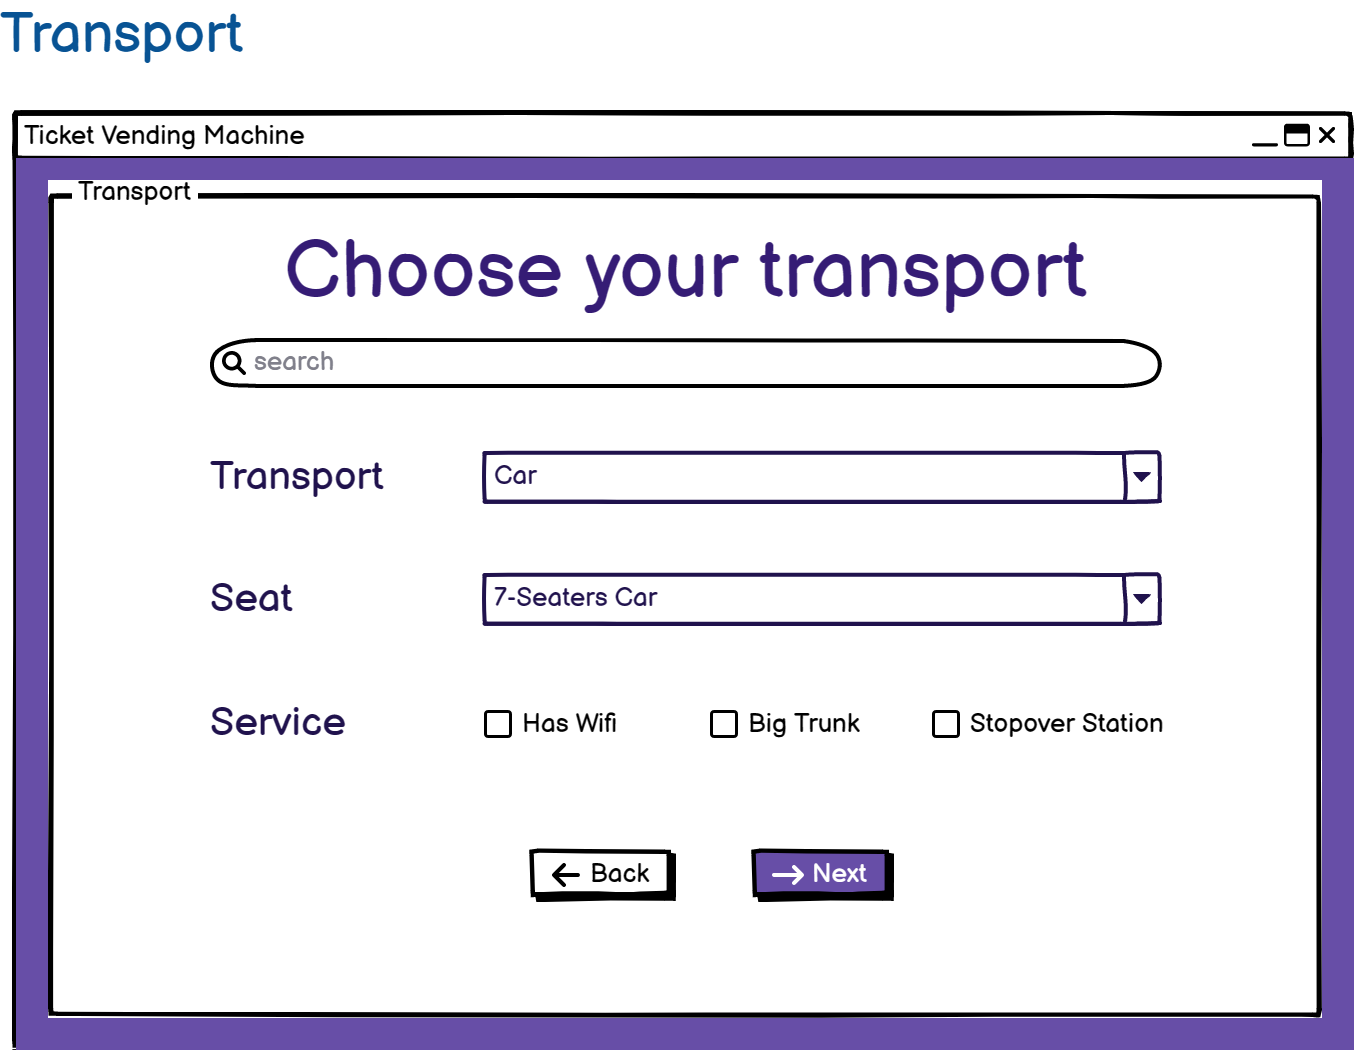 Transport
Ticket Vending Machine
Transport
Choose your transport
search
Transport Car
Seat 7-Seaters Car
Service Has Wifi Big Trunk Stopover Station
Back Next